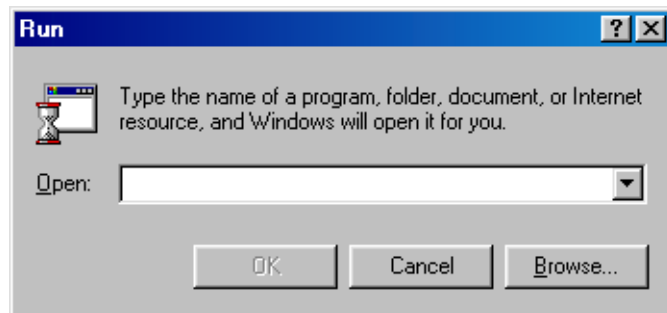 Run
Type the name of a program, folder, document, or Internet
resource, and Windows will open it for you.
Open:
OK Cancel Browse...